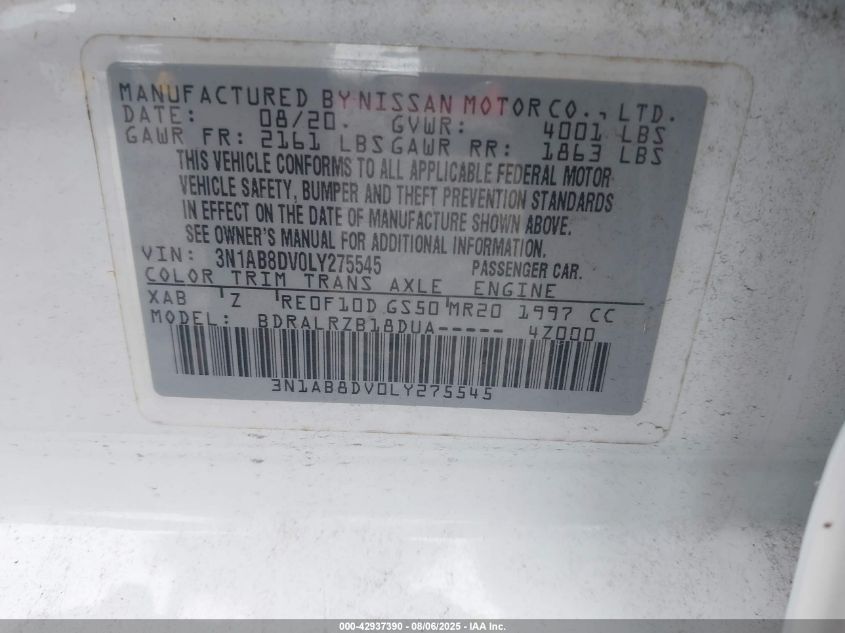 MANUFACTURED BY NISSAN MOTOR CO., LTD.
DATE: 08/20. GVWR: 4001 LBS
GAWR FR: 2161 LBS GAWR RR: 1863 LBS
THIS VEHICLE CONFORMS TO ALL APPLICABLE FEDERAL MOTOR
VEHICLE SAFETY, BUMPER AND THEFT PREVENTION STANDARDS
IN EFFECT ON THE DATE OF MANUFACTURE SHOWN ABOVE.
SEE OWNER'S MANUAL FOR ADDITIONAL INFORMATION.
VIN: 3N1AB8DV0LY275545 PASSENGER CAR.
COLOR TRIM TRANS AXLE ENGINE
XAB Z RE0F10D GS50 MR20 1997 CC
MODEL: BDRALRZB18DUA----- 4Z000
3N1AB8DV0LY275545
000-42937390 - 08/06/2025 - IAA Inc.